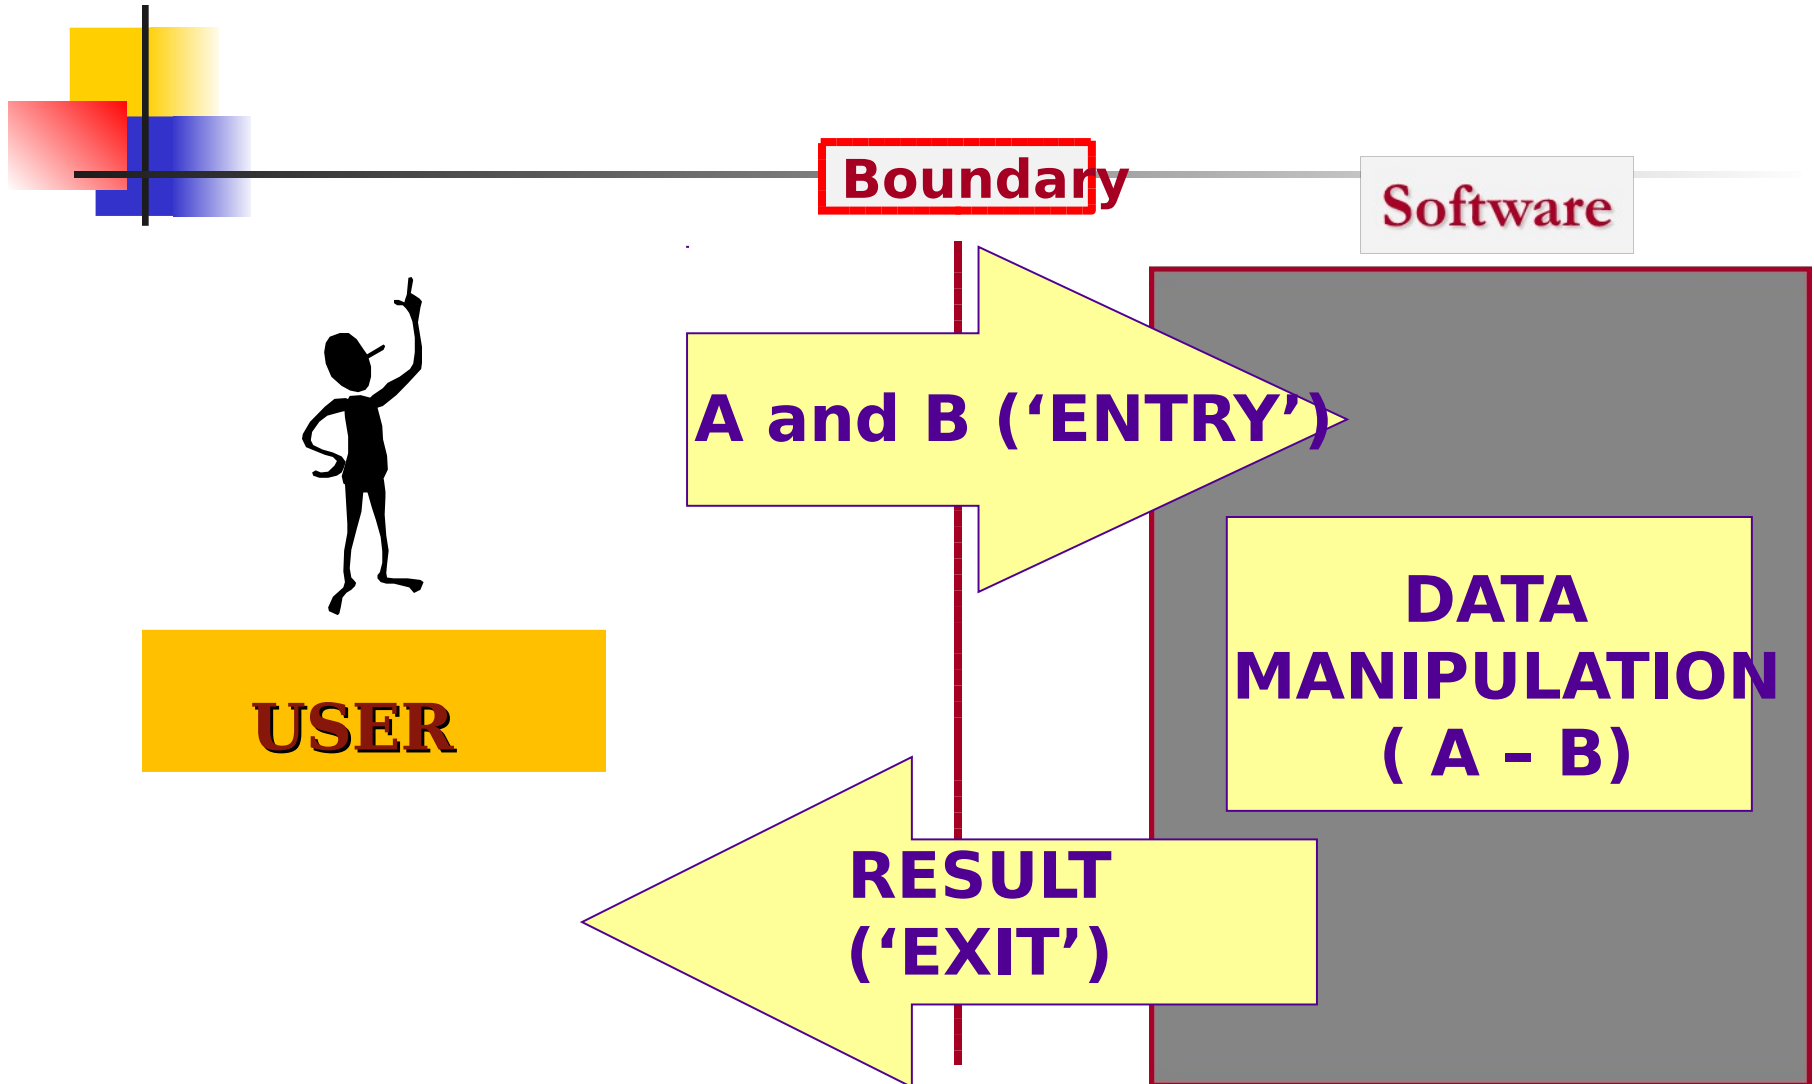 Boundary
Software
A and B (‘ENTRY’)
DATA
MANIPULATION
( A – B)
USER
RESULT
(‘EXIT’)